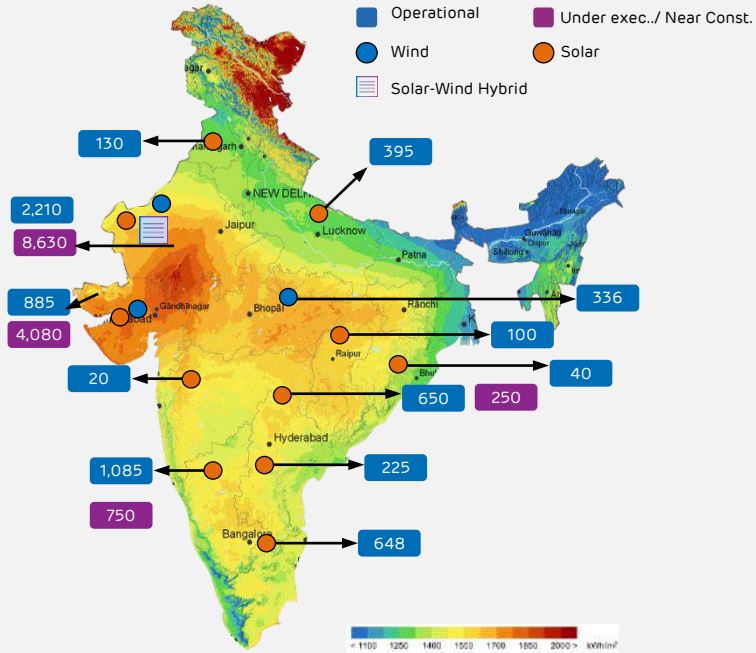 Operational
Under exec../ Near Const.
Wind
Solar
Solar-Wind Hybrid
130
395
NEW DELHI
2,210
8,630
Jaipur
Lucknow
Patna
Itanagar
Guwahati
Dispur
Shillong
885
4,080
Gandhinagar
Bhopal
Ranchi
336
100
Raipur
20
40
650
250
Hyderabad
1,085
225
750
Bangalore
648
< 1100 1250 1400 1550 1700 1850 2000 > kWh/m²